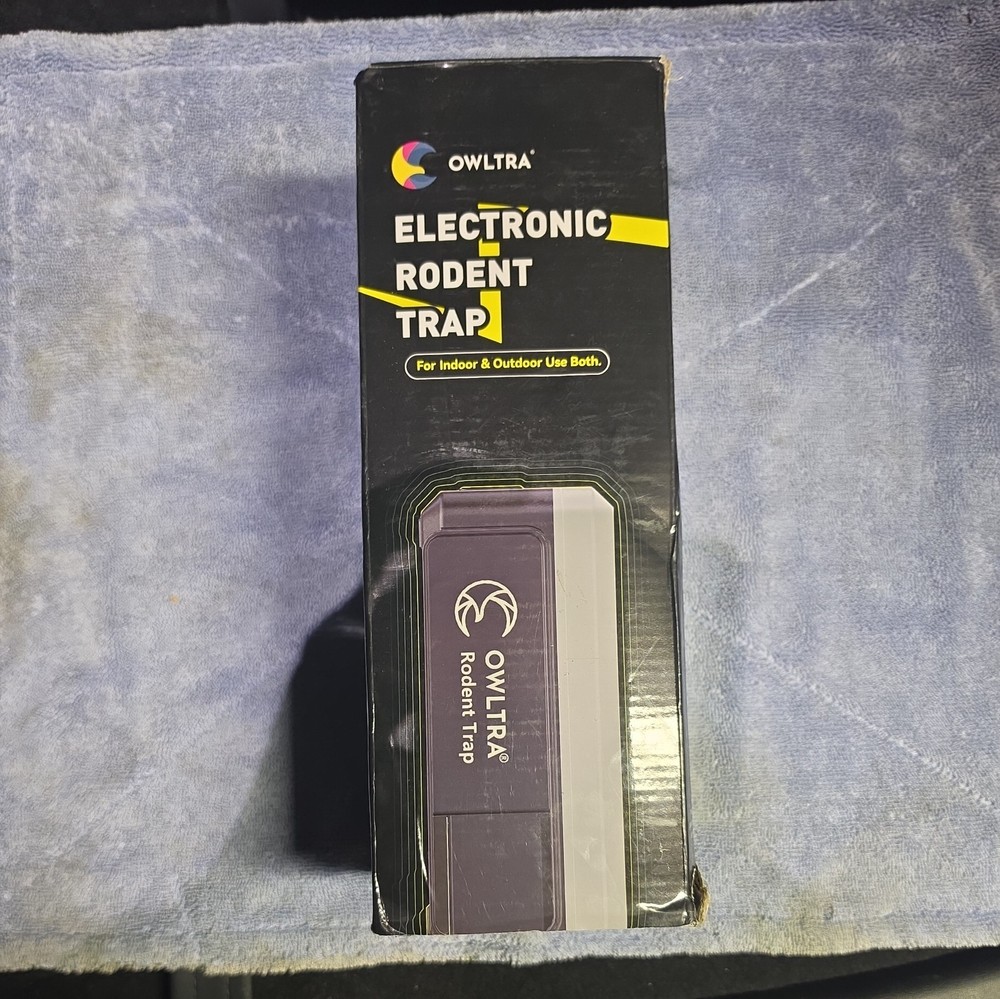 OWLTRA®
ELECTRONIC
RODENT
TRAP
For Indoor & Outdoor Use Both.
OWLTRA®
Rodent Trap